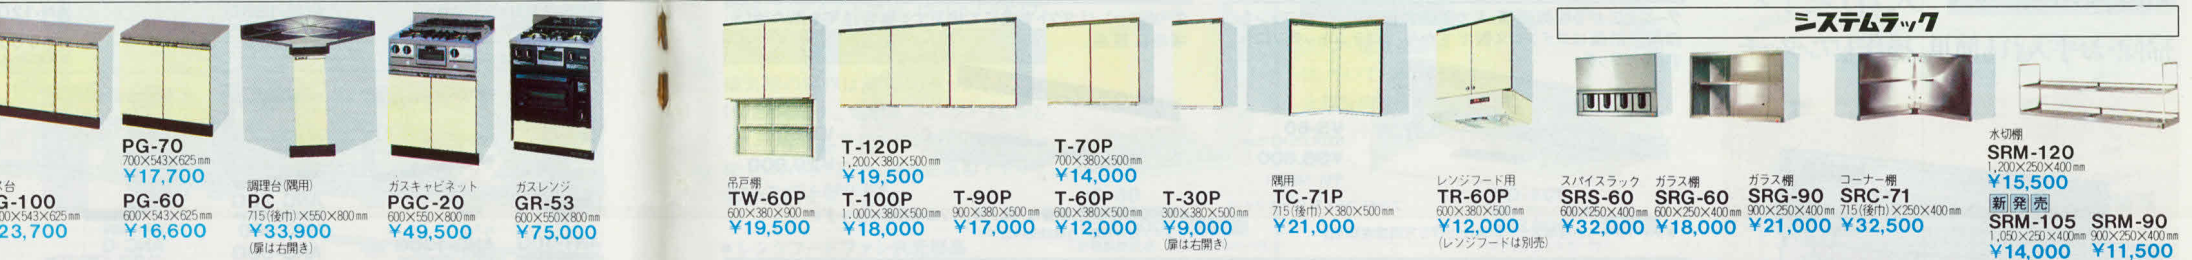 システムラック
PG-70
700×543×625mm
¥17,700
ス台
G-100
00×543×625mm
23,700
PG-60
600×543×625mm
¥16,600
調理台(隅用)
PC
715(後巾)×550×800mm
¥33,900
(扉は右開き)
ガスキャビネット
PGC-20
600×550×800mm
¥49,500
ガスレンジ
GR-53
600×550×800mm
¥75,000
吊戸棚
TW-60P
600×380×900mm
¥19,500
T-120P
1,200×380×500mm
¥19,500
T-100P
1,000×380×500mm
¥18,000
T-90P
900×380×500mm
¥17,000
T-70P
700×380×500mm
¥14,000
T-60P
600×380×500mm
¥12,000
T-30P
300×380×500mm
¥9,000
(扉は右開き)
隅用
TC-71P
715(後巾)×380×500mm
¥21,000
レンジフード用
TR-60P
600×380×500mm
¥12,000
(レンジフードは別売)
スパイスラック
SRS-60
600×250×400mm
¥32,000
ガラス棚
SRG-60
600×250×400mm
¥18,000
ガラス棚
SRG-90
900×250×400mm
¥21,000
コーナー棚
SRC-71
715(後巾)×250×400mm
¥32,500
水切棚
SRM-120
1,200×250×400mm
¥15,500
新発売
SRM-105
1,050×250×400mm
¥14,000
SRM-90
900×250×400mm
¥11,500